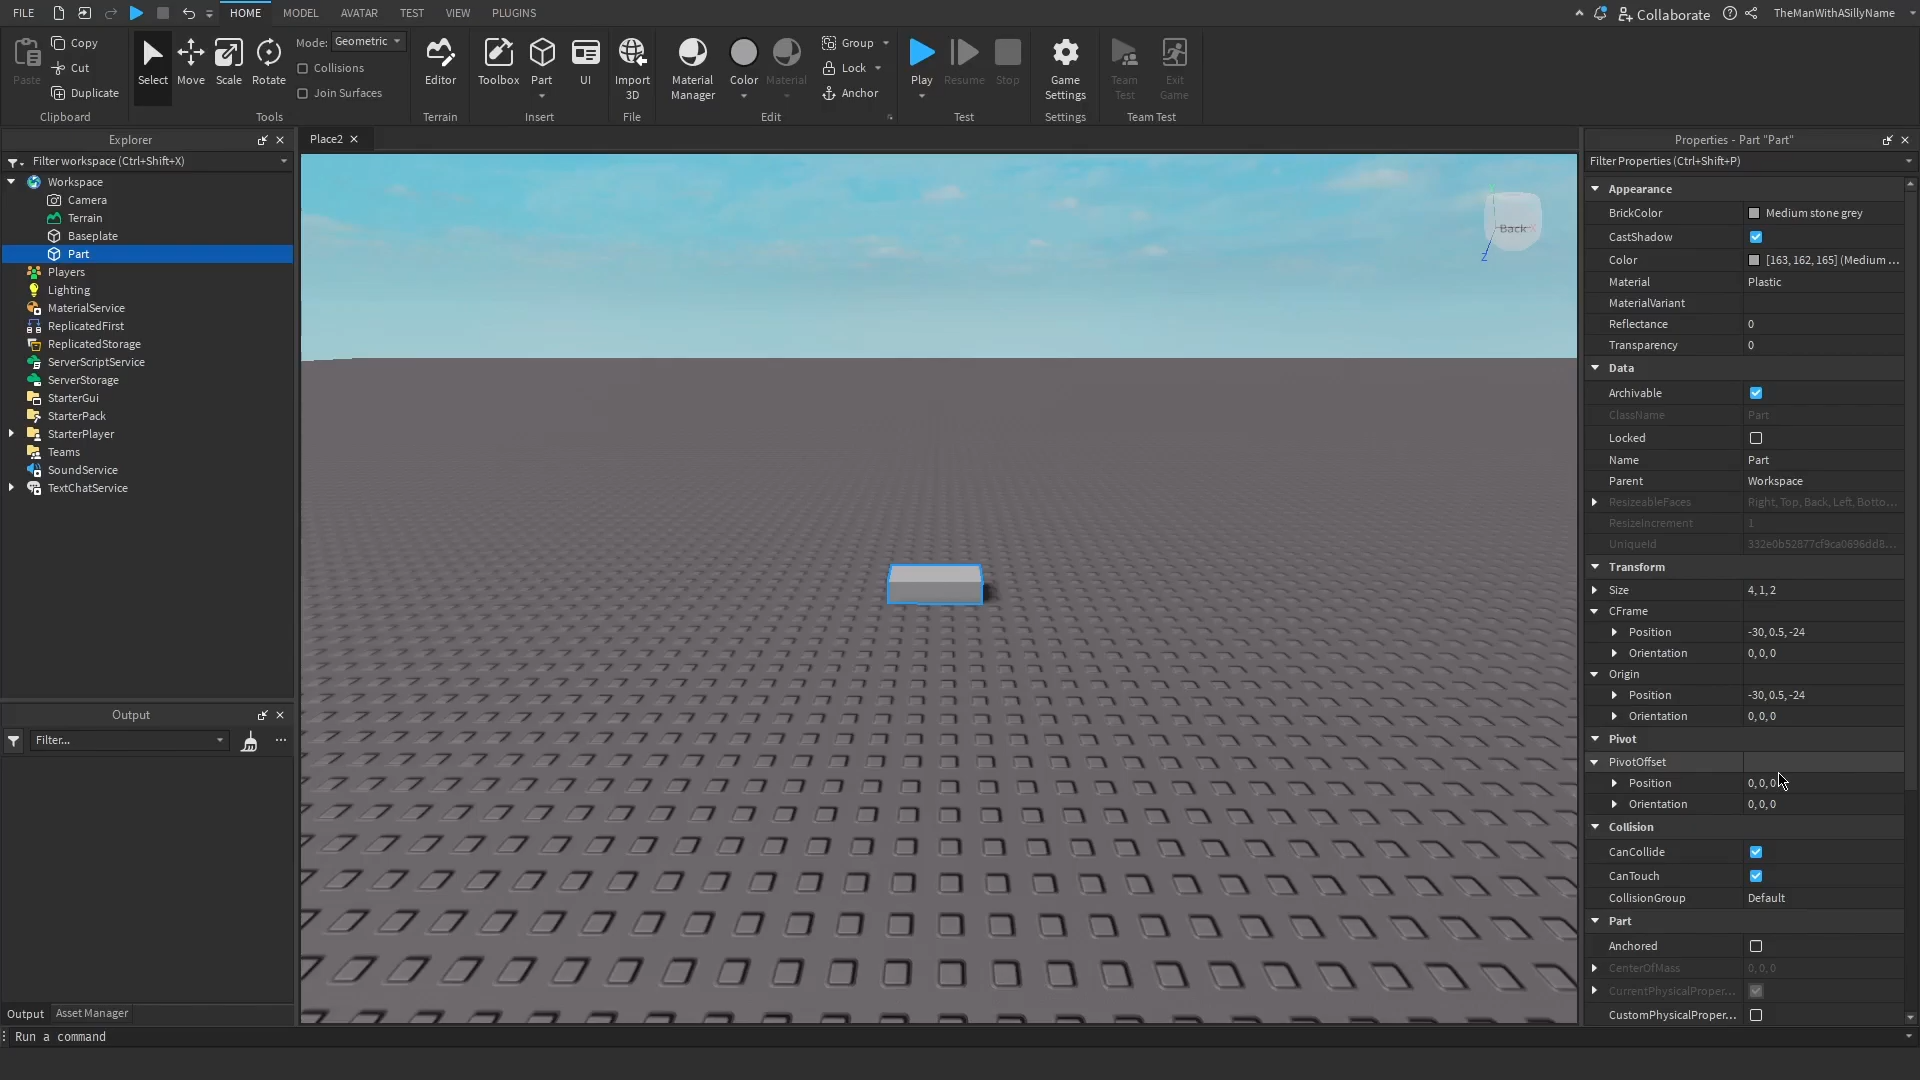 FILE
HOME
MODEL
AVATAR
TEST
VIEW
PLUGINS
Collaborate
TheManWithASillyName
Paste
Copy
Cut
Duplicate
Clipboard
Select
Move
Scale
Rotate
Mode: Geometric
Collisions
Join Surfaces
Tools
Editor
Terrain
Toolbox
Part
UI
Insert
Import
3D
File
Material
Manager
Color
Material
Group
Lock
Anchor
Edit
Play
Resume
Stop
Test
Game
Settings
Settings
Team
Test
Exit
Game
Team Test
Explorer
Filter workspace (Ctrl+Shift+X)
Workspace
Camera
Terrain
Baseplate
Part
Players
Lighting
MaterialService
ReplicatedFirst
ReplicatedStorage
ServerScriptService
ServerStorage
StarterGui
StarterPack
StarterPlayer
Teams
SoundService
TextChatService
Output
Filter...
Output
Asset Manager
Run a command
Place2
Back
Z
Properties - Part "Part"
Filter Properties (Ctrl+Shift+P)
Appearance
BrickColor Medium stone grey
CastShadow
Color [163, 162, 165] (Medium ...
Material Plastic
MaterialVariant
Reflectance 0
Transparency 0
Data
Archivable
ClassName Part
Locked
Name Part
Parent Workspace
ResizeableFaces Right, Top, Back, Left, Botto...
ResizeIncrement 1
UniqueId 332e0b52877cf9ca0696dd8...
Transform
Size 4, 1, 2
CFrame
Position -30, 0.5, -24
Orientation 0, 0, 0
Origin
Position -30, 0.5, -24
Orientation 0, 0, 0
Pivot
PivotOffset
Position 0, 0, 0
Orientation 0, 0, 0
Collision
CanCollide
CanTouch
CollisionGroup Default
Part
Anchored
CenterOfMass 0, 0, 0
CurrentPhysicalProper...
CustomPhysicalProper...